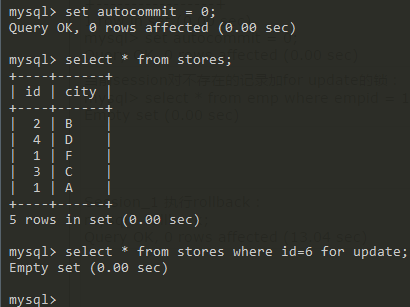 mysql> set autocommit = 0;
Query OK, 0 rows affected (0.00 sec)
mysql> select * from stores;
+----+------+
| id | city |
+----+------+
|  2 | B    |
|  4 | D    |
|  1 | F    |
|  3 | C    |
|  1 | A    |
+----+------+
5 rows in set (0.00 sec)
mysql> select * from stores where id=6 for update;
Empty set (0.00 sec)
mysql>